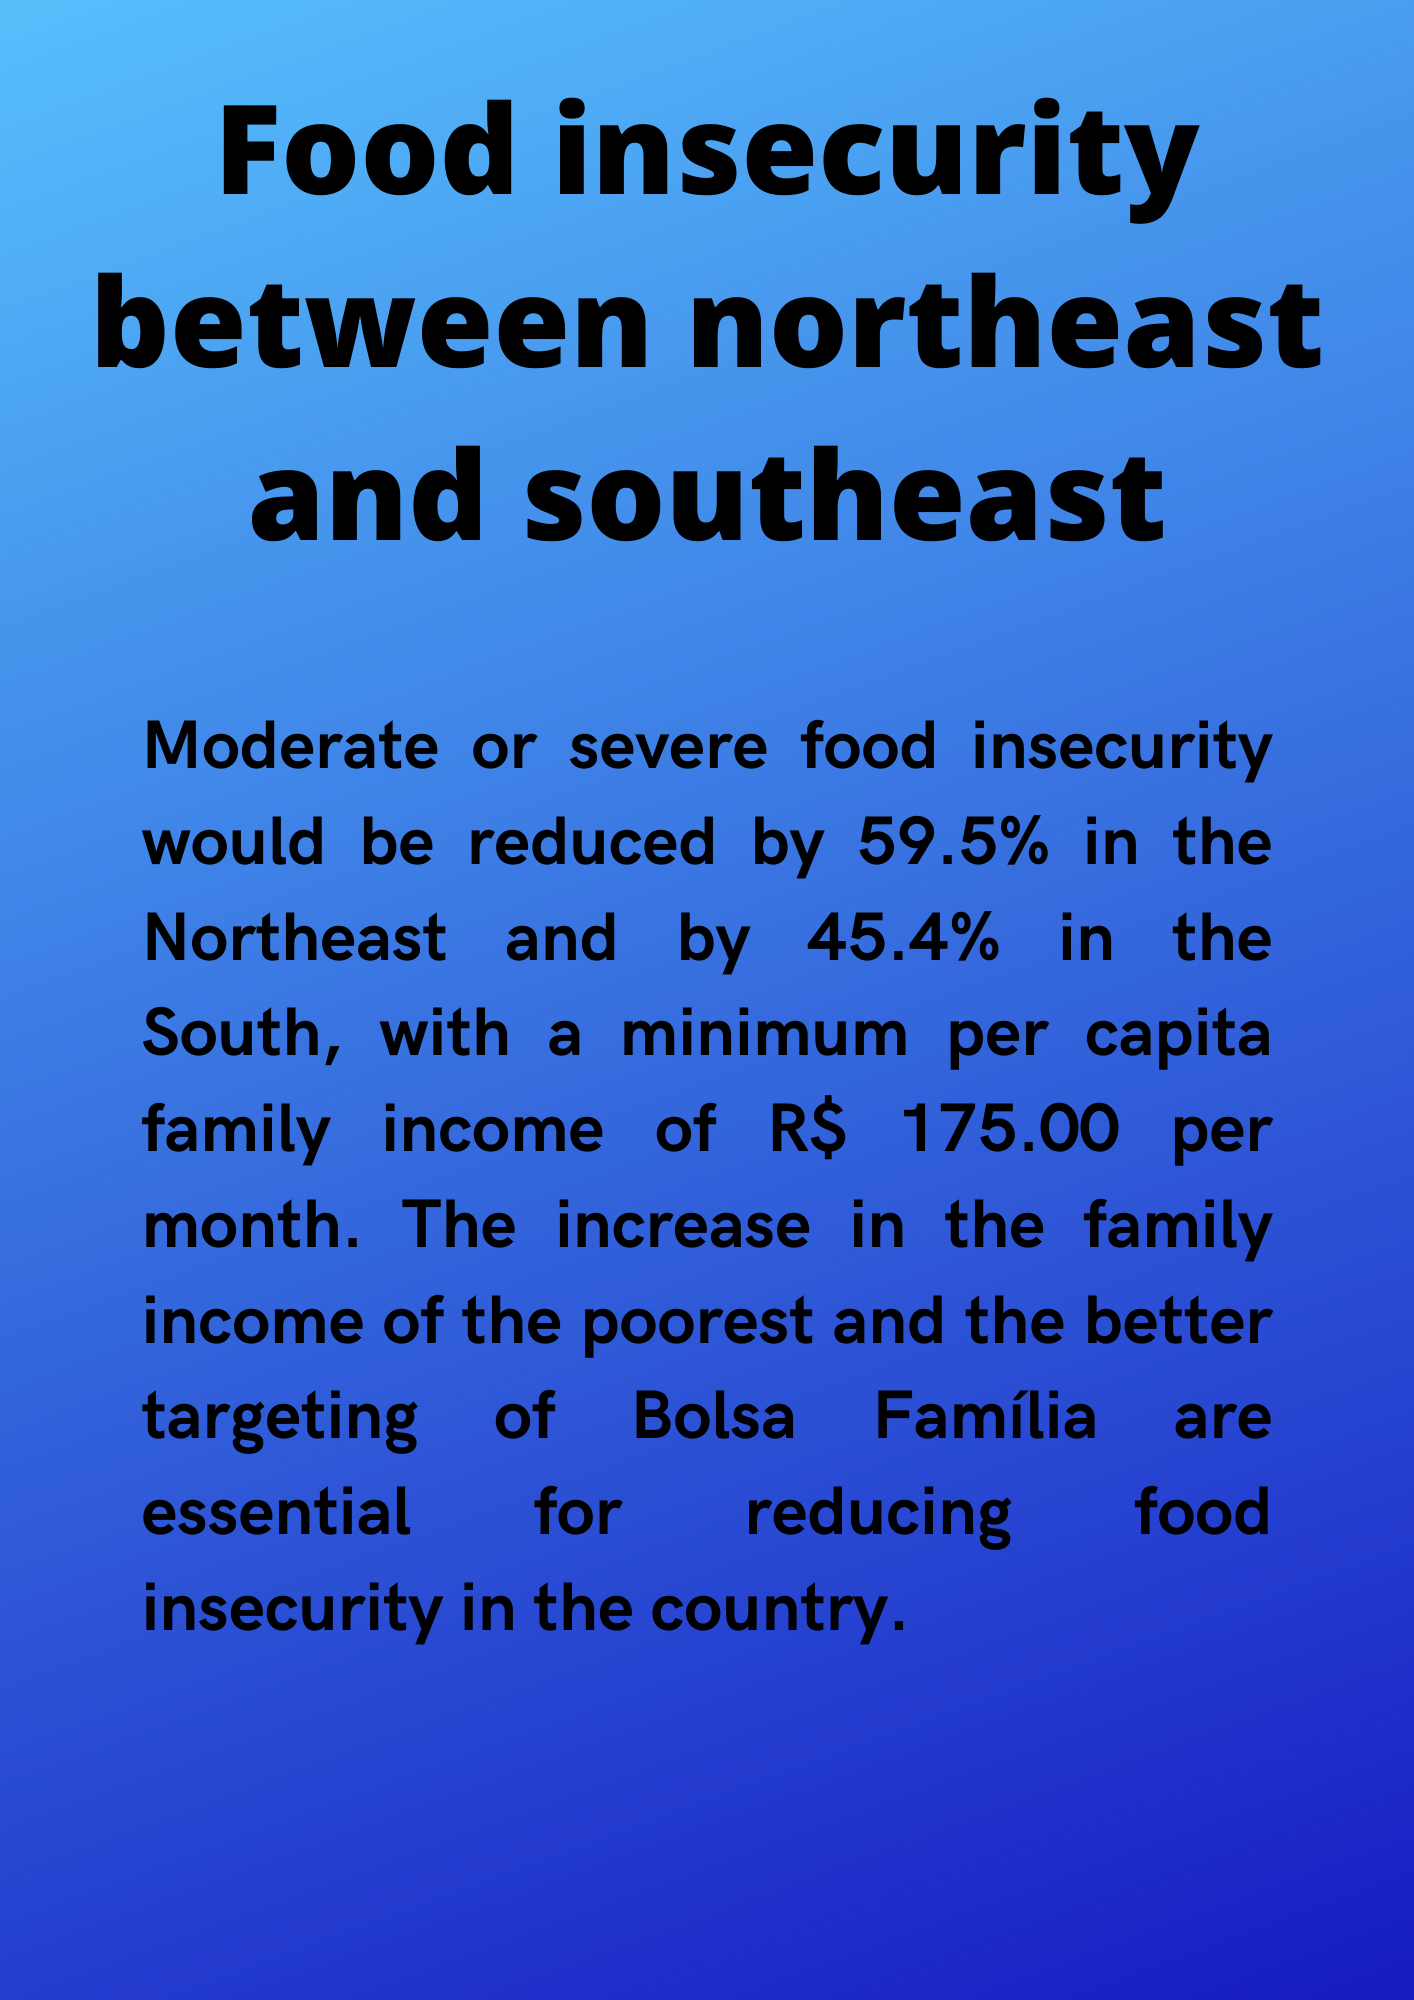 Food insecurity
between northeast
and southeast
Moderate or severe food insecurity
would be reduced by 59.5% in the
Northeast and by 45.4% in the
South, with a minimum per capita
family income of R$ 175.00 per
month. The increase in the family
income of the poorest and the better
targeting of Bolsa Família are
essential for reducing food
insecurity in the country.